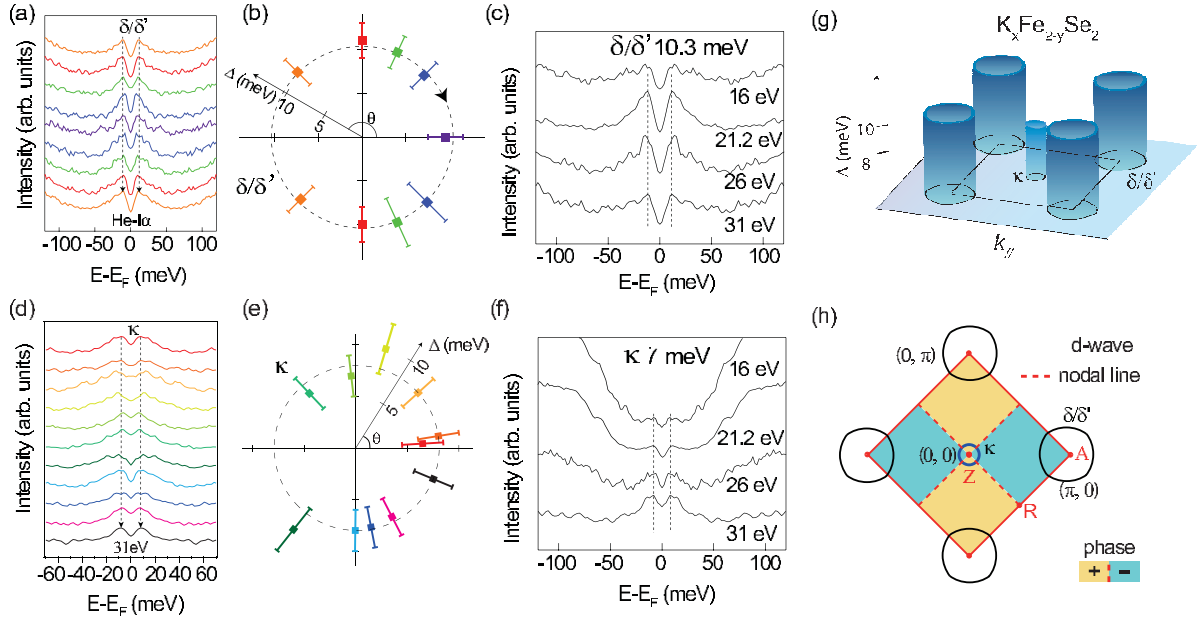 (a)
δ/δ'
Intensity (arb. units)
He-Iα
-100 -50 0 50 100
E-E_F (meV)
(b)
Δ (meV) 10
5
θ
δ/δ'
(c)
δ/δ' 10.3 meV
Intensity (arb. units)
16 eV
21.2 eV
26 eV
31 eV
-100 -50 0 50 100
E-E_F (meV)
(g)
K_xFe_{2-y}Se_2
Δ (meV)
10
8
κ
δ/δ'
k_{//}
(d)
κ
Intensity (arb. units)
31eV
-60 -40 -20 0 20 40 60
E-E_F (meV)
(e)
κ
Δ (meV)
10
5
θ
(f)
κ 7 meV
Intensity (arb. units)
16 eV
21.2 eV
26 eV
31 eV
-100 -50 0 50 100
E-E_F (meV)
(h)
(0, π)
d-wave
nodal line
δ/δ'
(0, 0)
κ
A
Z
(π, 0)
R
phase
+ -